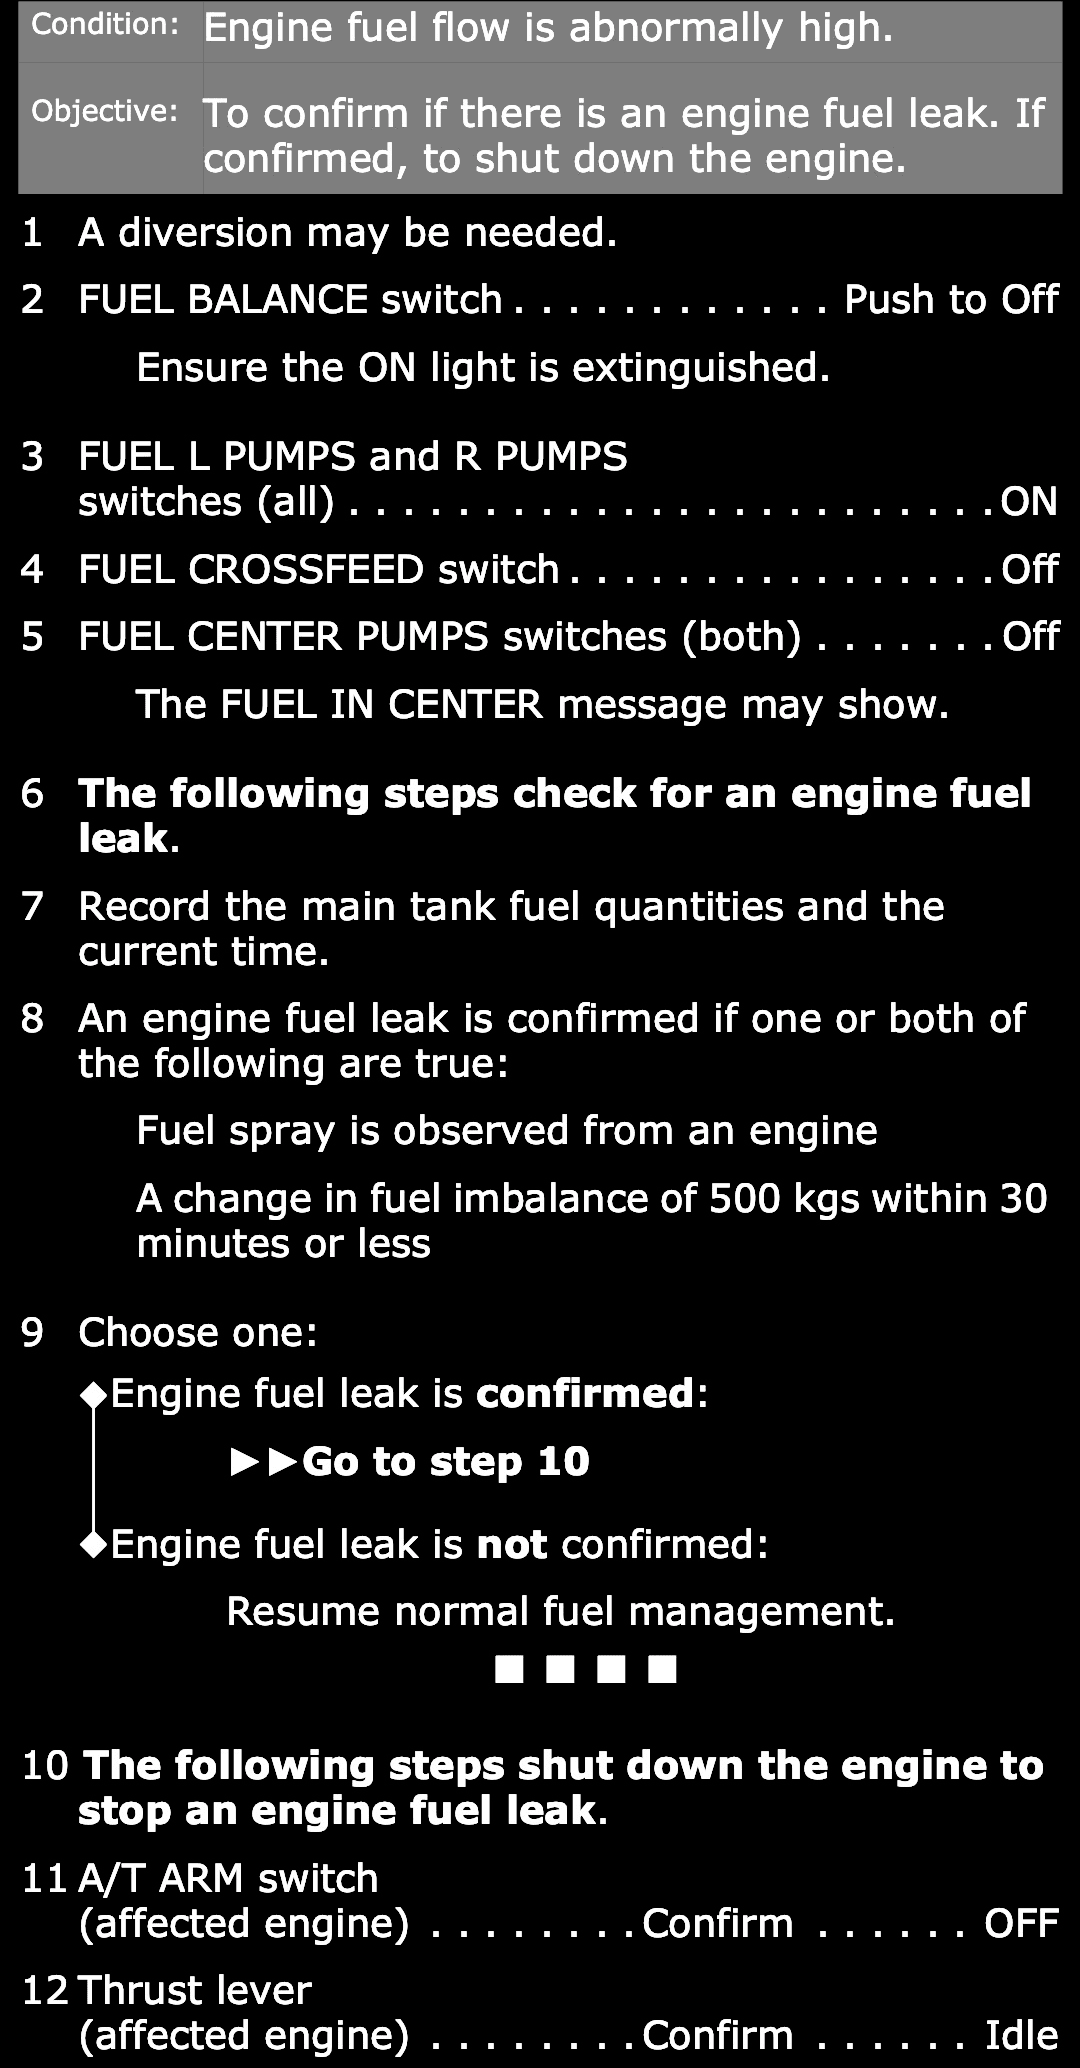 Condition: Engine fuel flow is abnormally high.
Objective: To confirm if there is an engine fuel leak. If
confirmed, to shut down the engine.
1 A diversion may be needed.
2 FUEL BALANCE switch . . . . . . . . . . . . Push to Off
Ensure the ON light is extinguished.
3 FUEL L PUMPS and R PUMPS
switches (all) . . . . . . . . . . . . . . . . . . . . . . . . ON
4 FUEL CROSSFEED switch . . . . . . . . . . . . . . . . Off
5 FUEL CENTER PUMPS switches (both) . . . . . . . Off
The FUEL IN CENTER message may show.
6 The following steps check for an engine fuel
leak.
7 Record the main tank fuel quantities and the
current time.
8 An engine fuel leak is confirmed if one or both of
the following are true:
Fuel spray is observed from an engine
A change in fuel imbalance of 500 kgs within 30
minutes or less
9 Choose one:
◆Engine fuel leak is confirmed:
►►Go to step 10
◆Engine fuel leak is not confirmed:
Resume normal fuel management.
■ ■ ■ ■
10 The following steps shut down the engine to
stop an engine fuel leak.
11 A/T ARM switch
(affected engine) . . . . . . . . Confirm . . . . . . OFF
12 Thrust lever
(affected engine) . . . . . . . . Confirm . . . . . . Idle